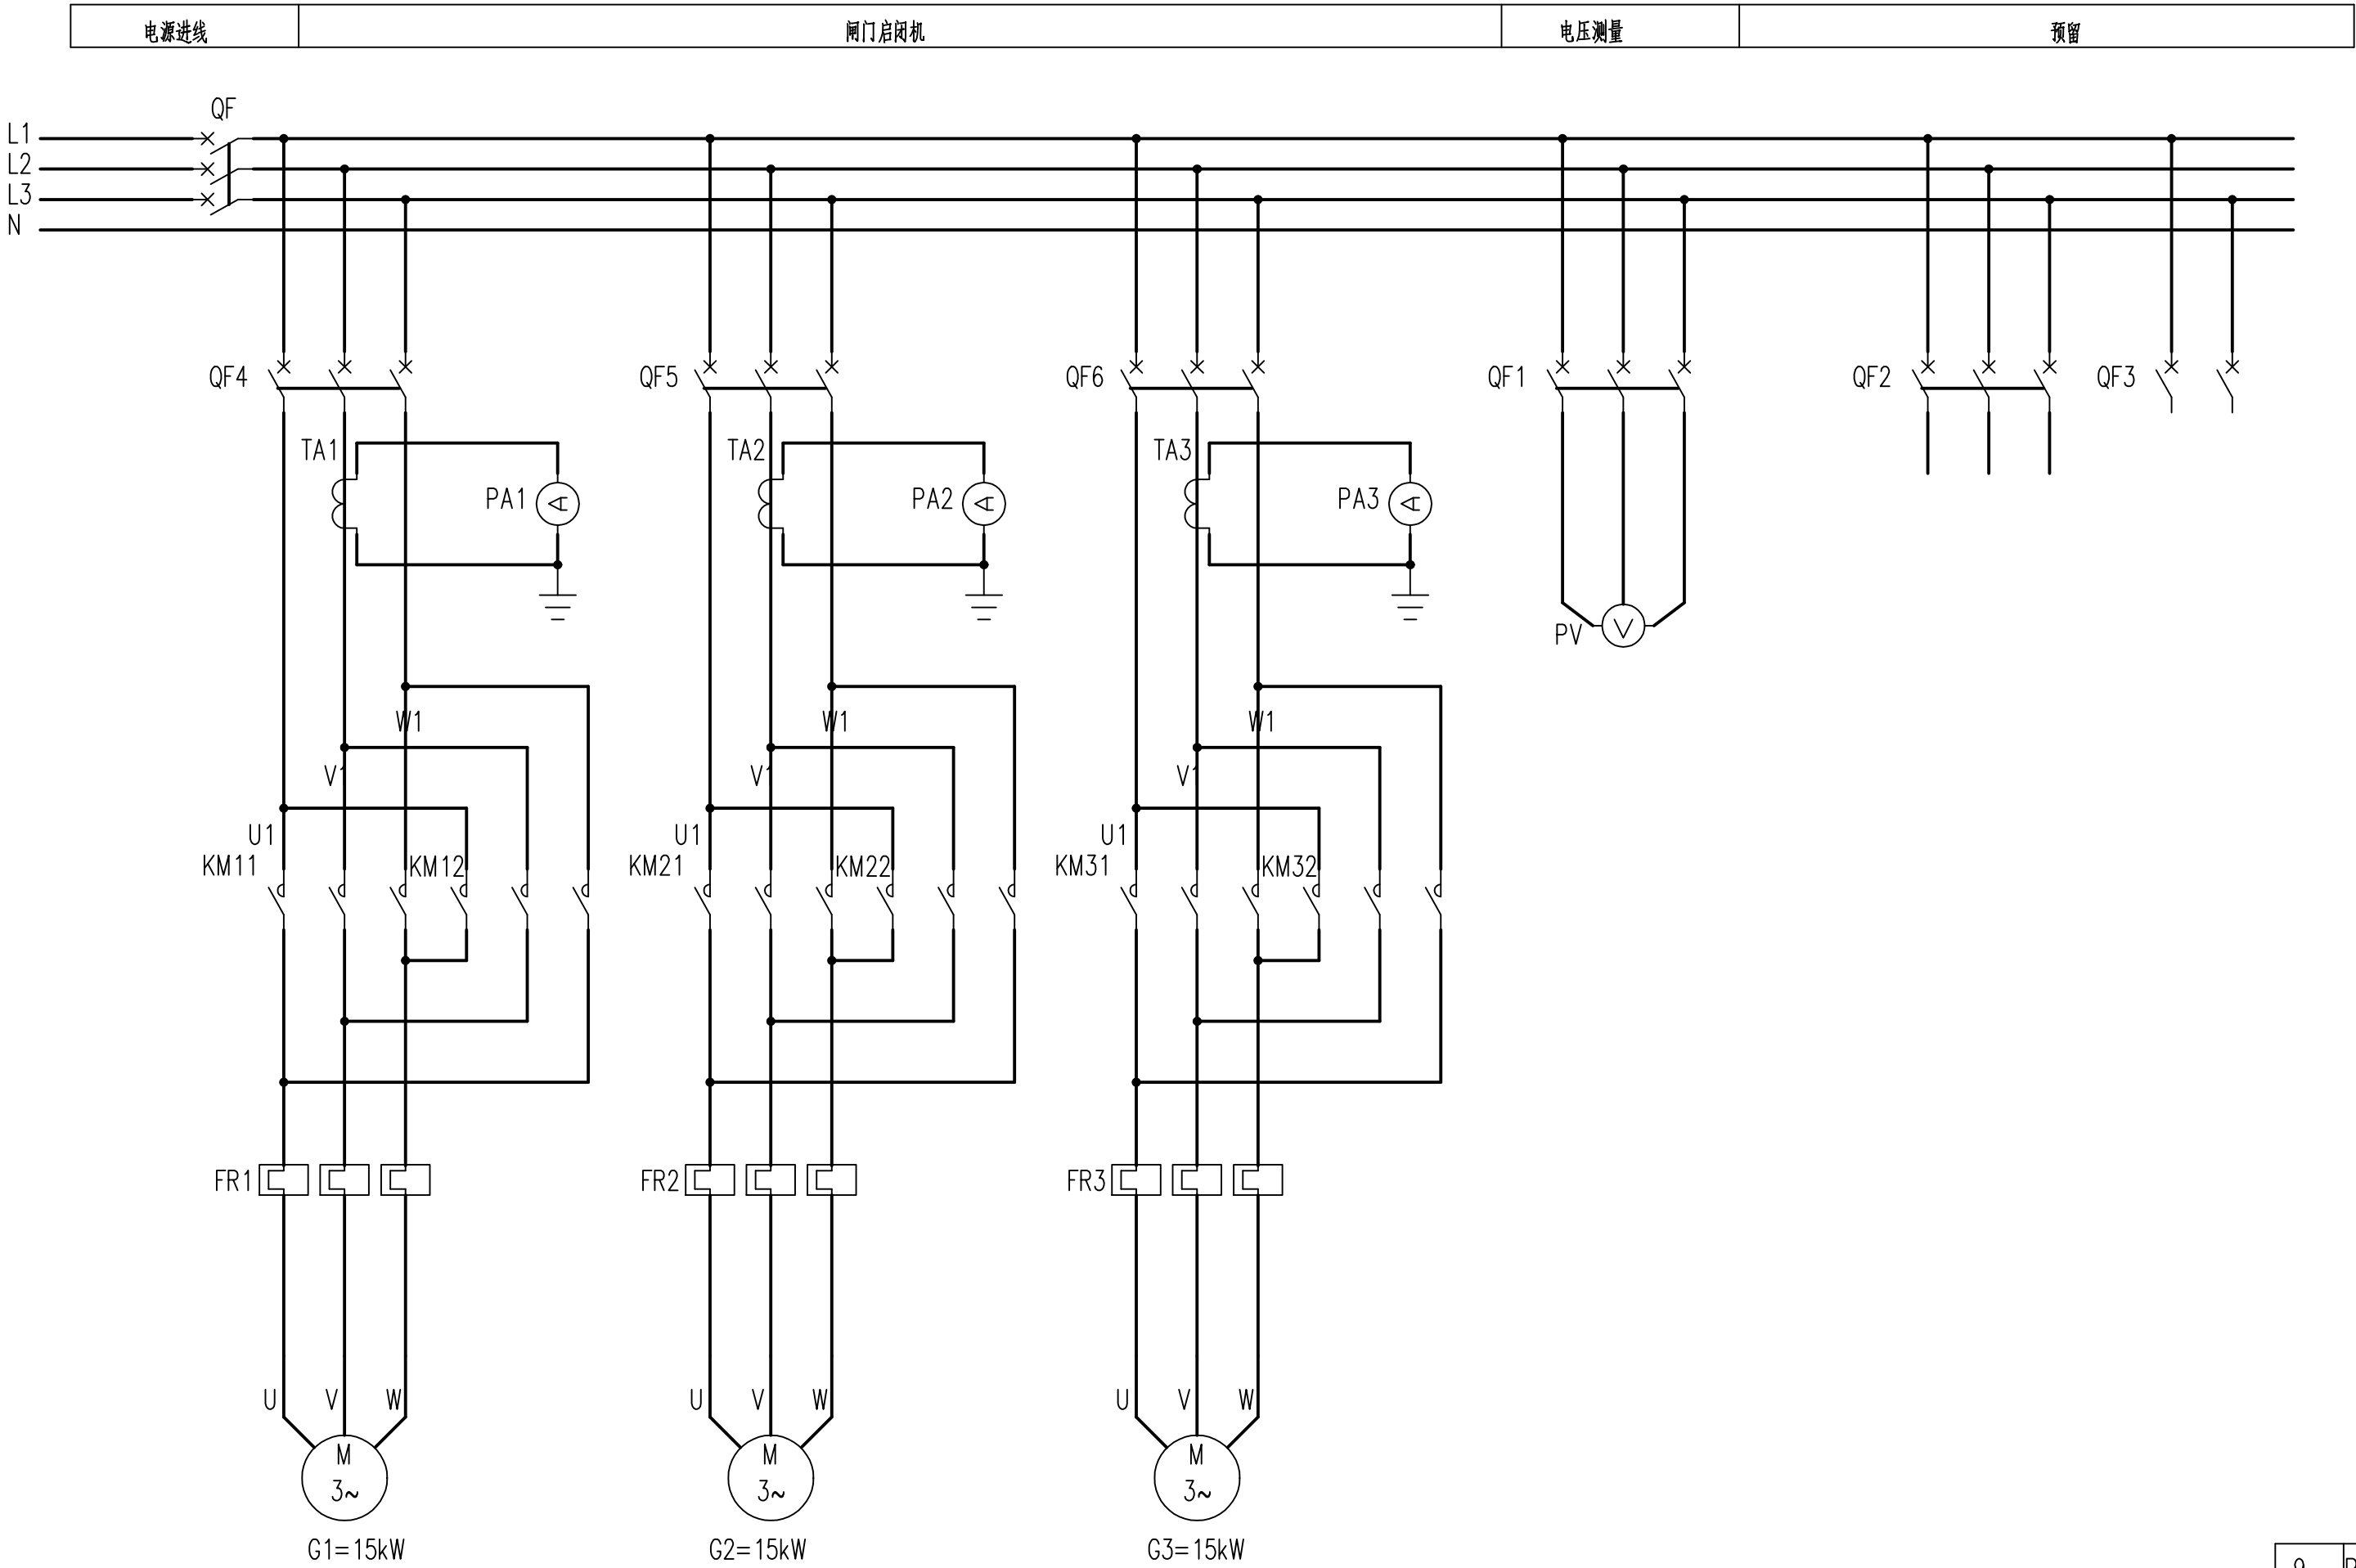 电源进线 闸门启闭机 电压测量 预留
QF
L1
L2
L3
N
QF4 QF5 QF6 QF1 QF2 QF3
TA1 TA2 TA3
PA1 A PA2 A PA3 A
PV V
W1 W1 W1
V1 V1 V1
U1 U1 U1
KM11 KM12 KM21 KM22 KM31 KM32
FR1 FR2 FR3
U V W U V W U V W
M M M
3~ 3~ 3~
G1=15kW G2=15kW G3=15kW